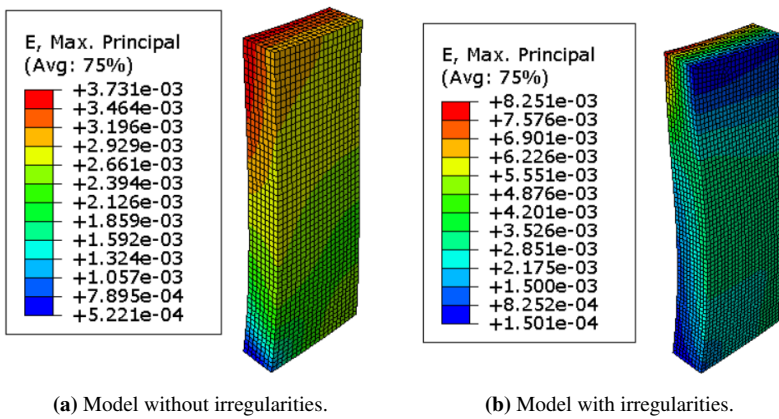 E, Max. Principal
(Avg: 75%)
+3.731e-03
+3.464e-03
+3.196e-03
+2.929e-03
+2.661e-03
+2.394e-03
+2.126e-03
+1.859e-03
+1.592e-03
+1.324e-03
+1.057e-03
+7.895e-04
+5.221e-04
E, Max. Principal
(Avg: 75%)
+8.251e-03
+7.576e-03
+6.901e-03
+6.226e-03
+5.551e-03
+4.876e-03
+4.201e-03
+3.526e-03
+2.851e-03
+2.175e-03
+1.500e-03
+8.252e-04
+1.501e-04
(a) Model without irregularities.
(b) Model with irregularities.